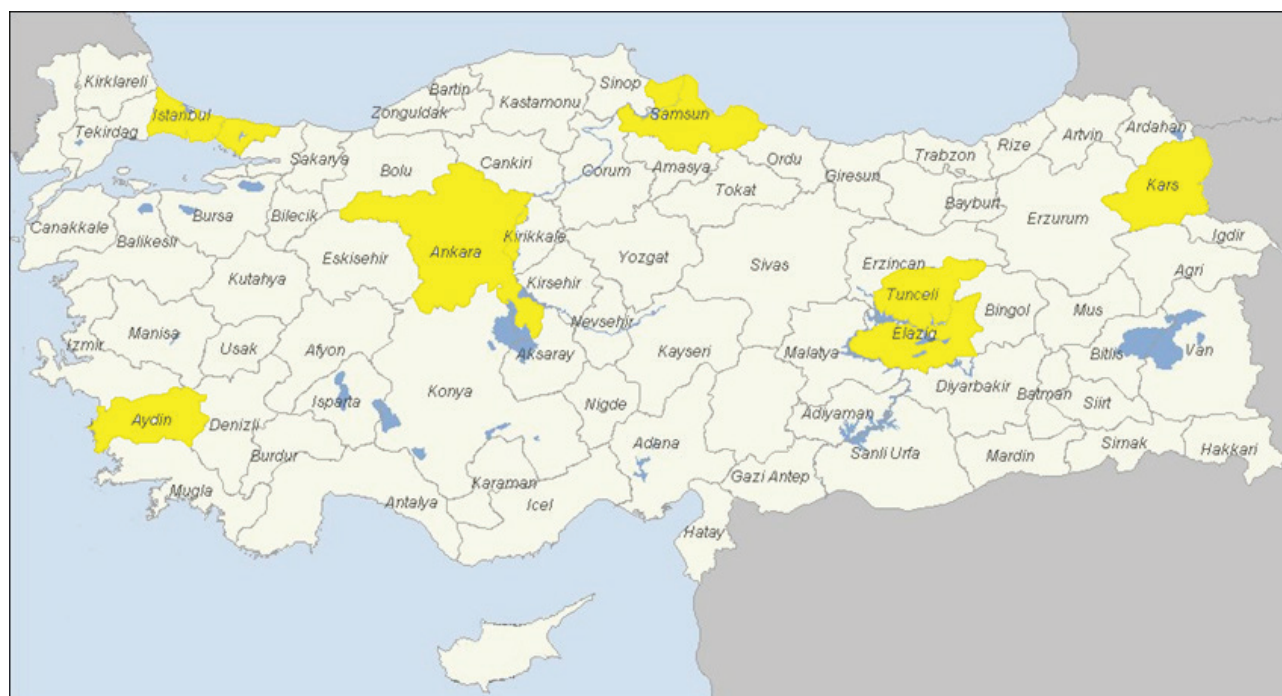 Kirklareli
Istanbul
Tekirdag
Bartin
Zonguldak
Kastamonu
Sinop
Samsun
Sakarya
Bolu
Cankiri
Corum
Amasya
Ordu
Tokat
Giresun
Trabzon
Rize
Artvin
Ardahan
Kars
Bayburt
Erzurum
Igdir
Canakkale
Balikesir
Bursa
Bilecik
Eskisehir
Ankara
Kirikkale
Yozgat
Sivas
Erzincan
Agri
Kutahya
Kirsehir
Tunceli
Bingol
Mus
Manisa
Izmir
Usak
Afyon
Nevsehir
Aksaray
Kayseri
Malatya
Elazig
Bitlis
Van
Aydin
Denizli
Isparta
Konya
Nigde
Adiyaman
Diyarbakir
Batman
Siirt
Burdur
Adana
Sanli Urfa
Mardin
Sirnak
Hakkari
Mugla
Antalya
Karaman
Icel
Gazi Antep
Hatay